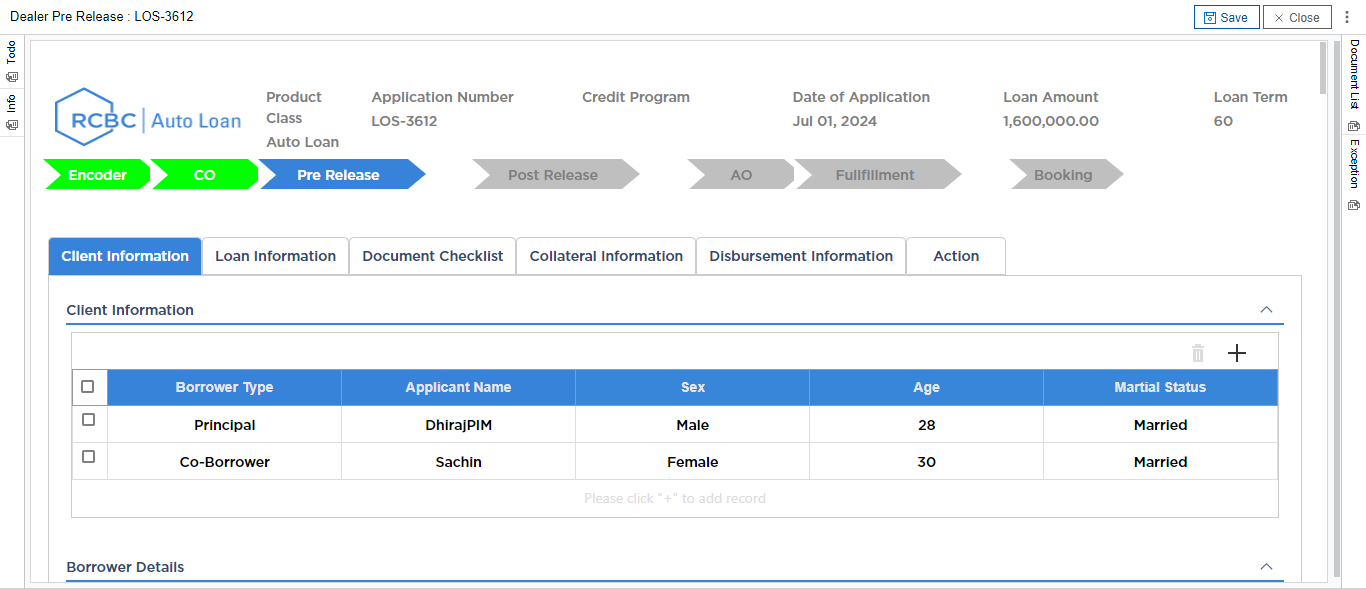 Dealer Pre Release : LOS-3612
Save
Close
Todo
Info
Document List
Exception
RCBC | Auto Loan
Product Class
Auto Loan
Application Number
LOS-3612
Credit Program
Date of Application
Jul 01, 2024
Loan Amount
1,600,000.00
Loan Term
60
Encoder CO Pre Release Post Release AO Fullfillment Booking
Client Information Loan Information Document Checklist Collateral Information Disbursement Information Action
Client Information
Borrower Type Applicant Name Sex Age Martial Status
Principal DhirajPIM Male 28 Married
Co-Borrower Sachin Female 30 Married
Please click "+" to add record
Borrower Details